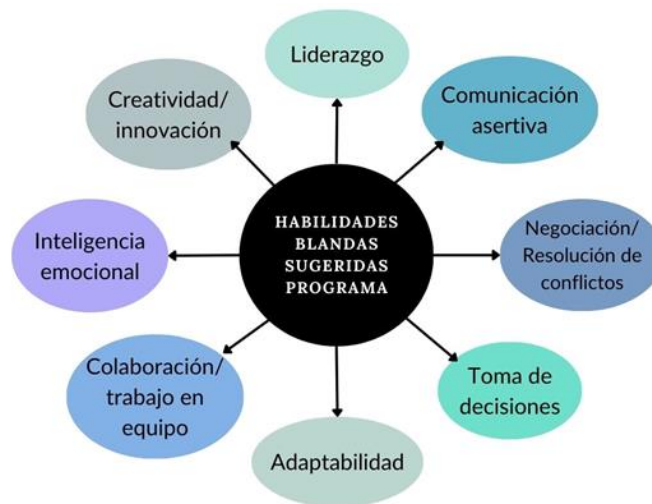 HABILIDADES
BLANDAS
SUGERIDAS
PROGRAMA
Liderazgo
Comunicación
asertiva
Negociación/
Resolución de
conflictos
Toma de
decisiones
Adaptabilidad
Colaboración/
trabajo en
equipo
Inteligencia
emocional
Creatividad/
innovación